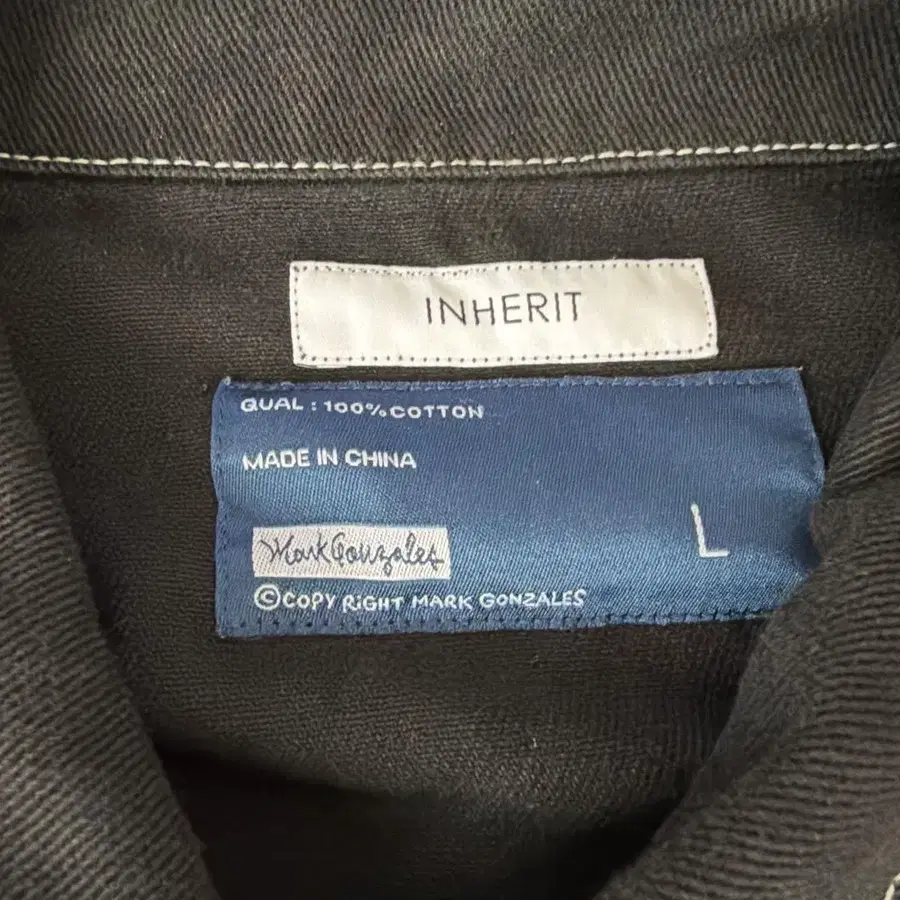 INHERIT
QUAL : 100% COTTON
MADE IN CHINA
L
Mark Gonzales
©COPY RIGHT MARK GONZALES